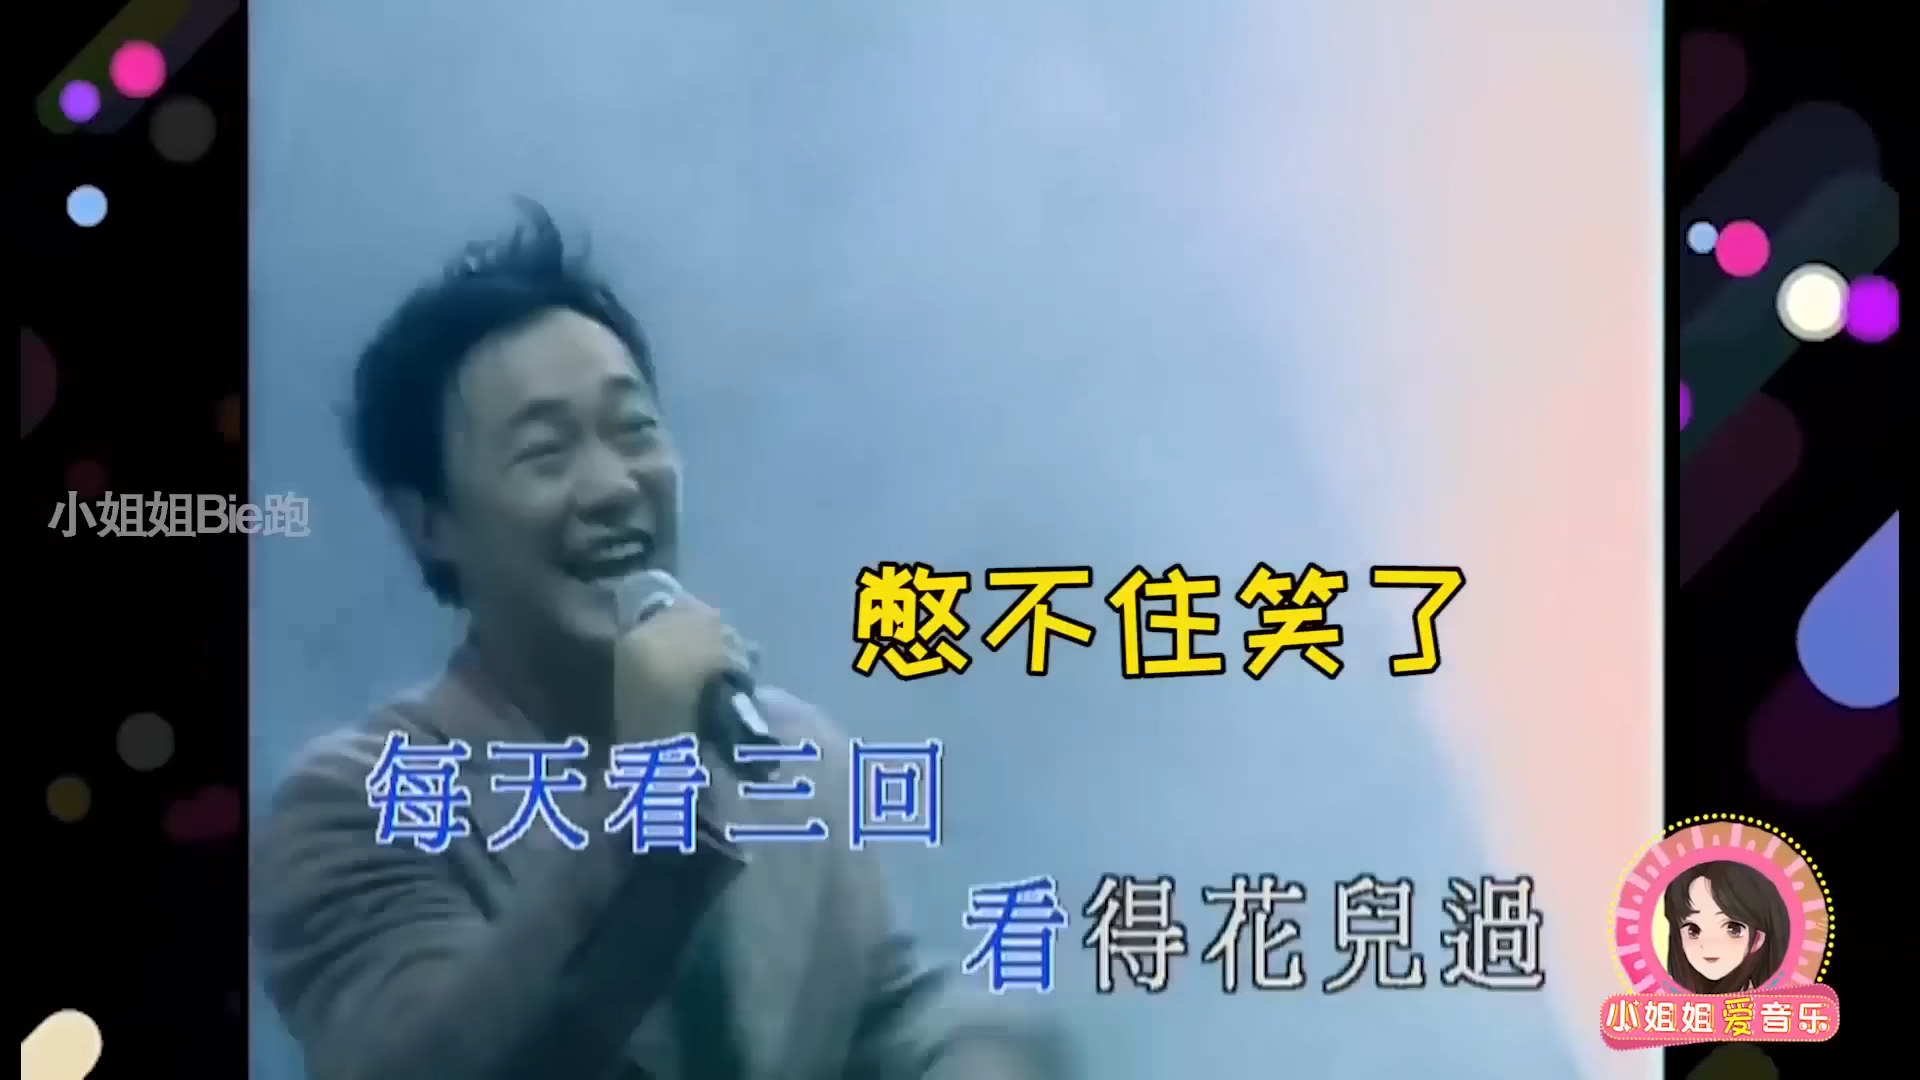 小姐姐Bie跑
憋不住笑了
每天看三回
看得花兒過
小姐姐爱音乐